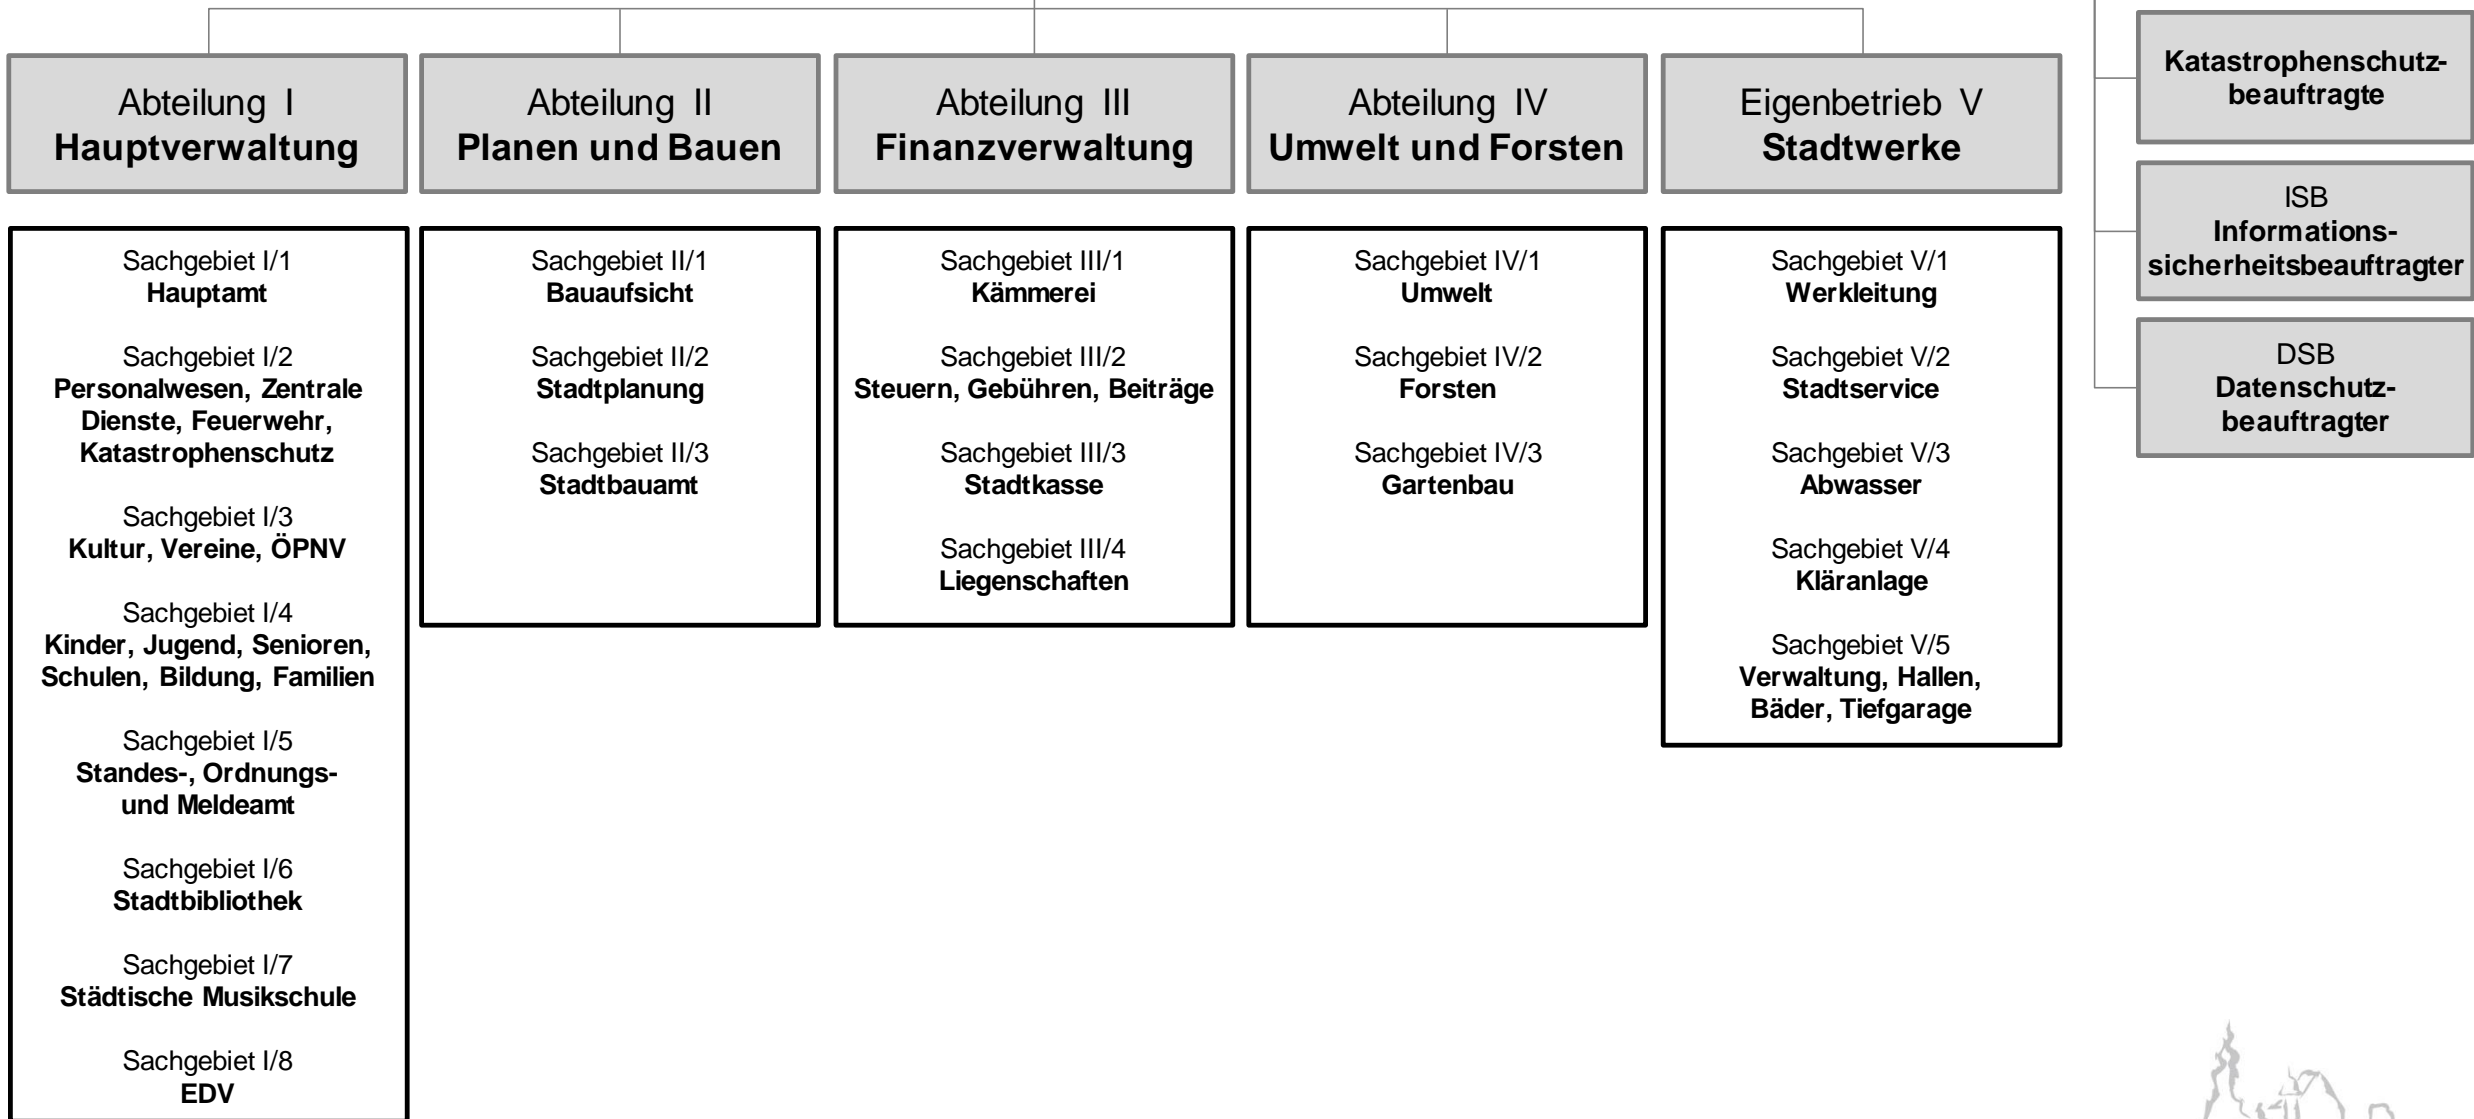 Abteilung I
Hauptverwaltung
Sachgebiet I/1
Hauptamt
Sachgebiet I/2
Personalwesen, Zentrale
Dienste, Feuerwehr,
Katastrophenschutz
Sachgebiet I/3
Kultur, Vereine, ÖPNV
Sachgebiet I/4
Kinder, Jugend, Senioren,
Schulen, Bildung, Familien
Sachgebiet I/5
Standes-, Ordnungs-
und Meldeamt
Sachgebiet I/6
Stadtbibliothek
Sachgebiet I/7
Städtische Musikschule
Sachgebiet I/8
EDV
Abteilung II
Planen und Bauen
Sachgebiet II/1
Bauaufsicht
Sachgebiet II/2
Stadtplanung
Sachgebiet II/3
Stadtbauamt
Abteilung III
Finanzverwaltung
Sachgebiet III/1
Kämmerei
Sachgebiet III/2
Steuern, Gebühren, Beiträge
Sachgebiet III/3
Stadtkasse
Sachgebiet III/4
Liegenschaften
Abteilung IV
Umwelt und Forsten
Sachgebiet IV/1
Umwelt
Sachgebiet IV/2
Forsten
Sachgebiet IV/3
Gartenbau
Eigenbetrieb V
Stadtwerke
Sachgebiet V/1
Werkleitung
Sachgebiet V/2
Stadtservice
Sachgebiet V/3
Abwasser
Sachgebiet V/4
Kläranlage
Sachgebiet V/5
Verwaltung, Hallen,
Bäder, Tiefgarage
Katastrophenschutz-
beauftragte
ISB
Informations-
sicherheitsbeauftragter
DSB
Datenschutz-
beauftragter